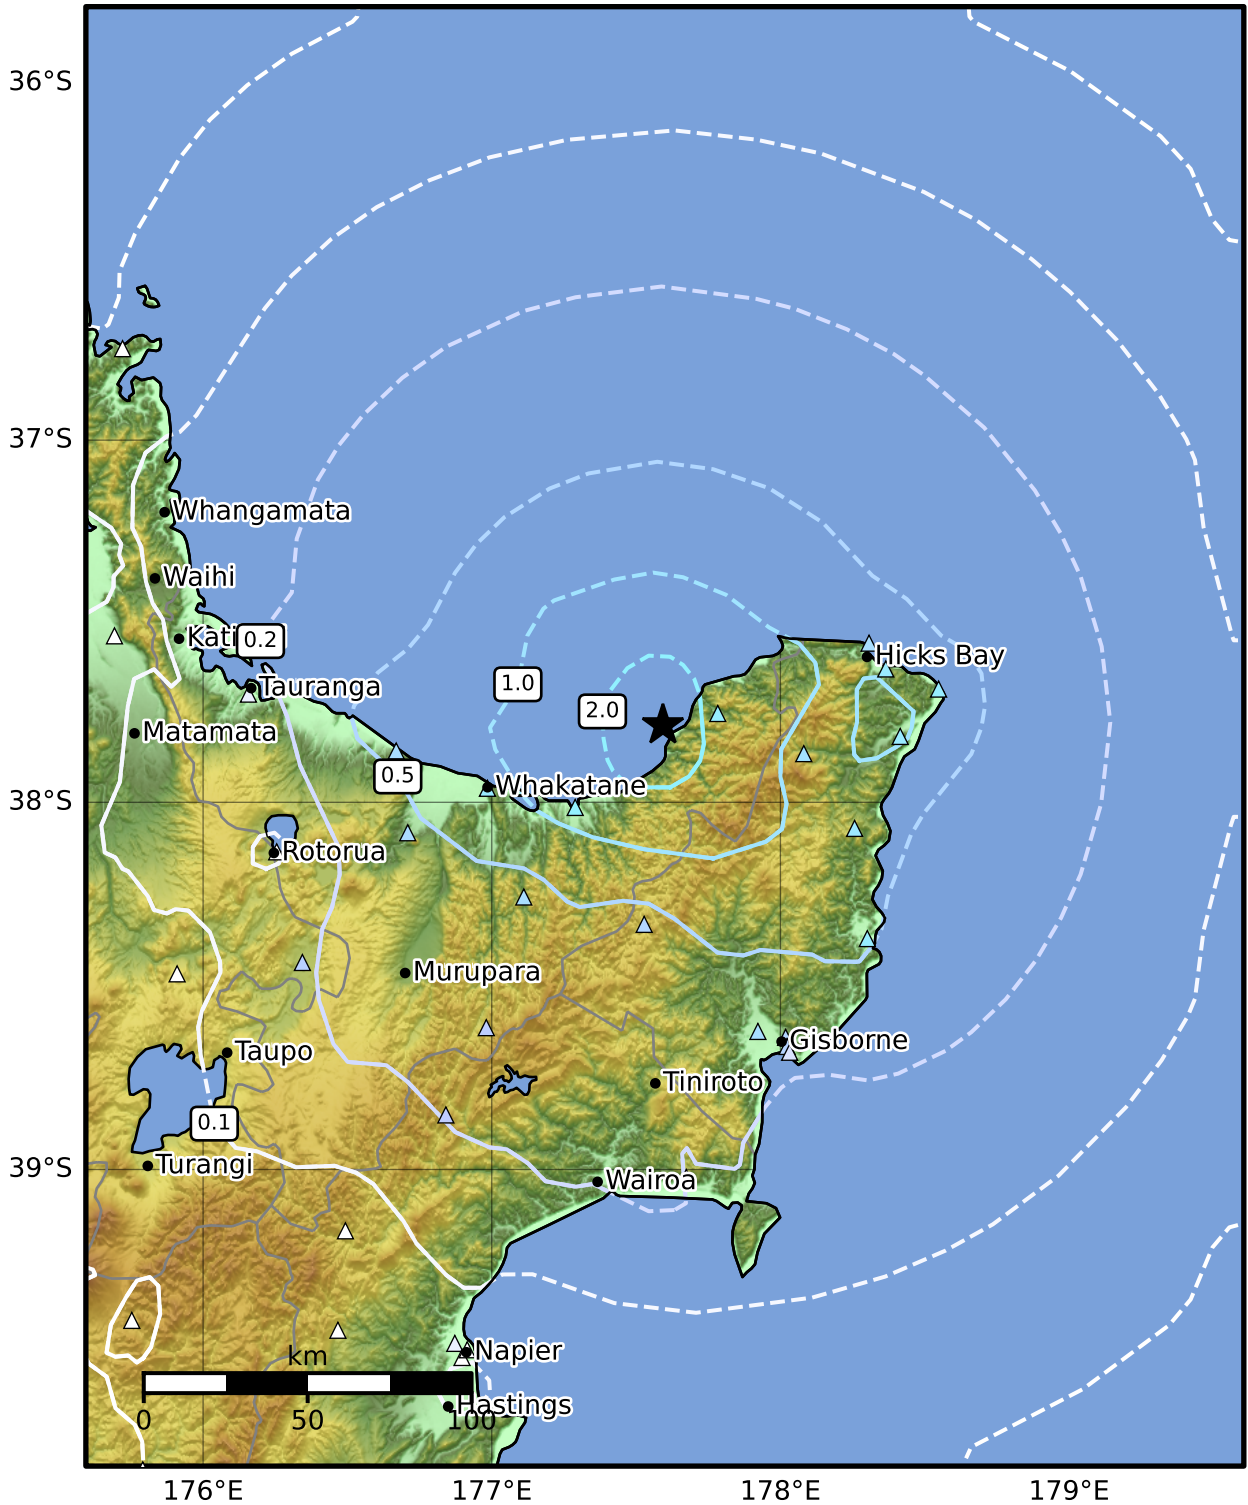 36°S
37°S
Whangamata
Waihi
Kati
0.2
Hicks Bay
Tauranga
1.0
2.0
Matamata
0.5
Whakatane
38°S
Rotorua
Murupara
Gisborne
Taupo
Tiniroto
0.1
Turangi
39°S
Wairoa
Napier
km
Hastings
0
50
100
176°E
177°E
178°E
179°E